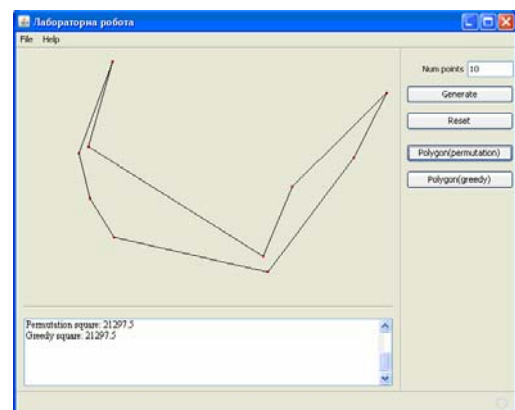 Лабораторна робота
File Help
Num points 10
Generate
Reset
Polygon(permutation)
Polygon(greedy)
Permutation square: 21297.5
Greedy square: 21297.5